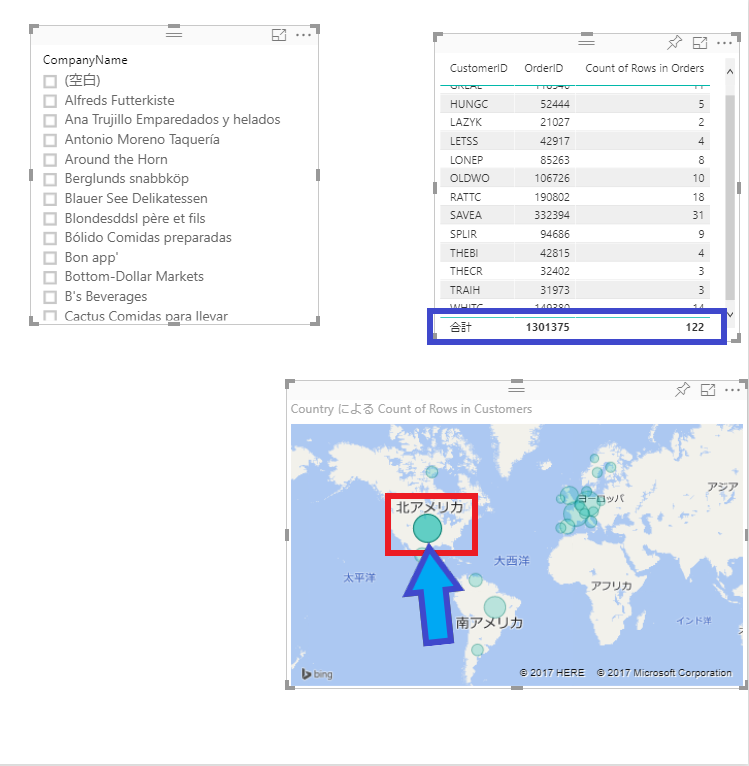 CompanyName
(空白)
Alfreds Futterkiste
Ana Trujillo Emparedados y helados
Antonio Moreno Taquería
Around the Horn
Berglunds snabbköp
Blauer See Delikatessen
Blondesddsl père et fils
Bólido Comidas preparadas
Bon app'
Bottom-Dollar Markets
B's Beverages
Cactus Comidas para llevar
CustomerID OrderID Count of Rows in Orders
HUNGC 52444 5
LAZYK 21027 2
LETSS 42917 4
LONEP 85263 8
OLDWO 106726 10
RATTC 190802 18
SAVEA 332394 31
SPLIR 94686 9
THEBI 42815 4
THECR 32402 3
TRAIH 31973 3
WHITC 149380 14
合計 1301375 122
Country による Count of Rows in Customers
アジア
ヨーロッパ
北アメリカ
大西洋
太平洋
アフリカ
南アメリカ
インド洋
bing
© 2017 HERE © 2017 Microsoft Corporation